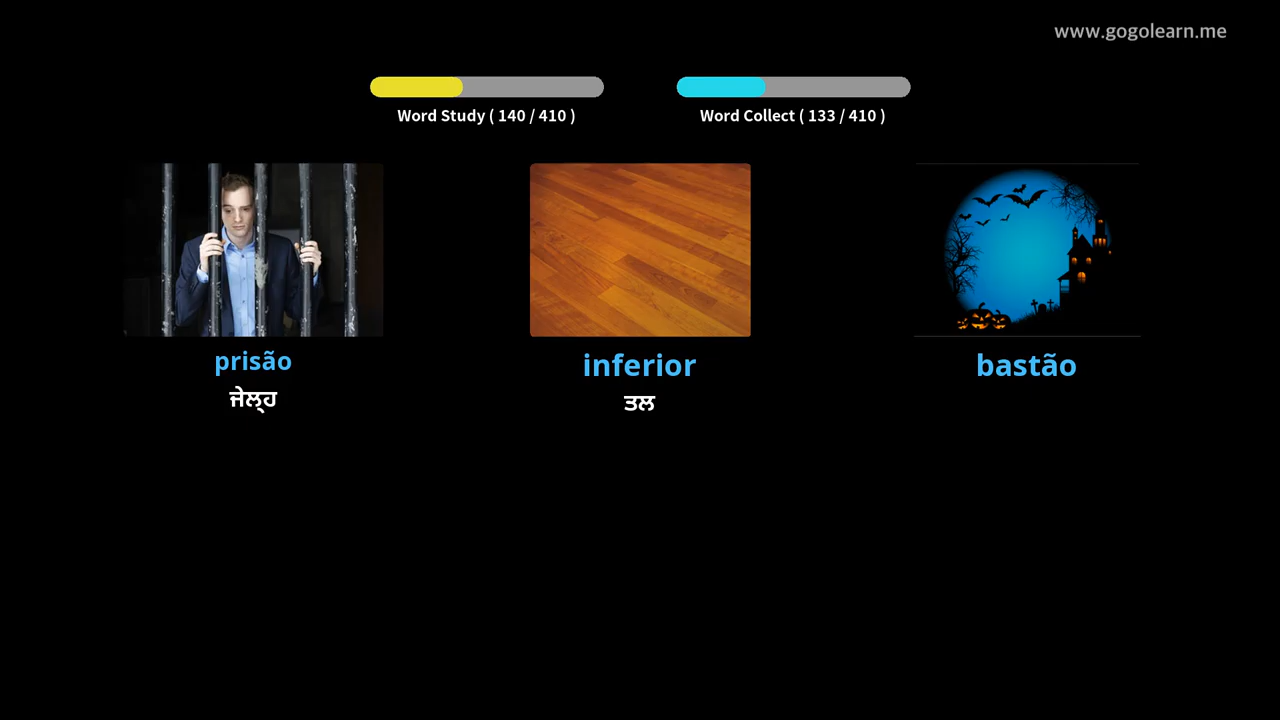 www.gogolearn.me
Word Study ( 140 / 410 )
Word Collect ( 133 / 410 )
prisão
ਜੇਲ੍ਹ
inferior
ਤਲ
bastão